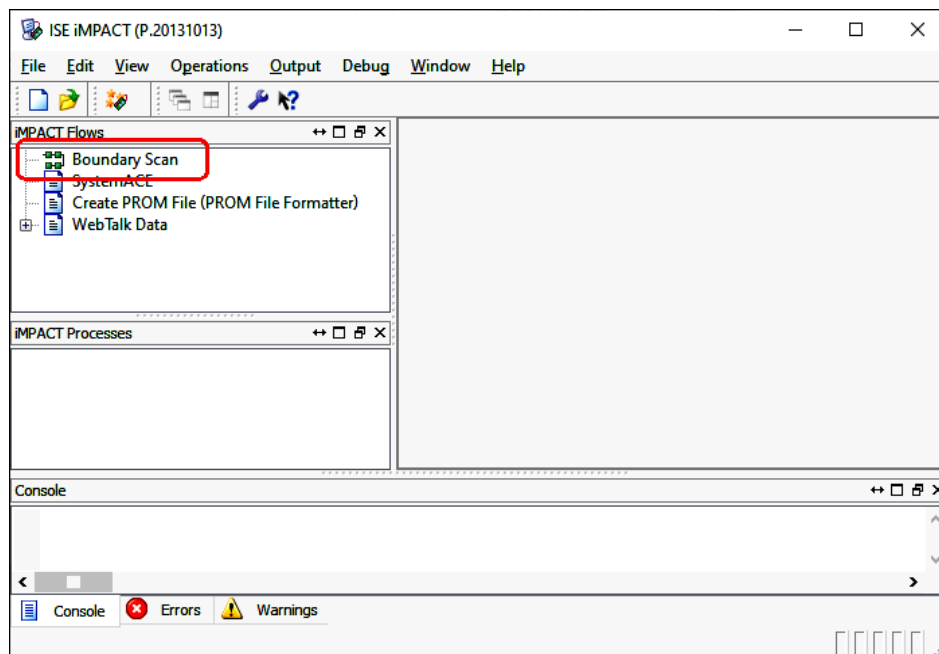 ISE iMPACT (P.20131013)
File Edit View Operations Output Debug Window Help
iMPACT Flows
Boundary Scan
SystemACE
Create PROM File (PROM File Formatter)
WebTalk Data
iMPACT Processes
Console
Console Errors Warnings